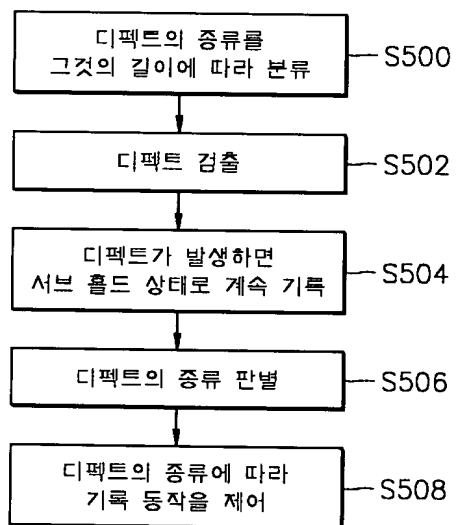 디펙트의 종류를
그것의 길이에 따라 분류
S500
디펙트 검출
S502
디펙트가 발생하면
서브 홀드 상태로 계속 기록
S504
디펙트의 종류 판별
S506
디펙트의 종류에 따라
기록 동작을 제어
S508